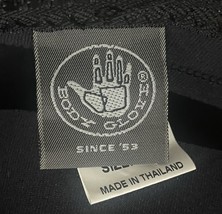 BODY GLOVE®
SINCE '53
SIZE
MADE IN THAILAND